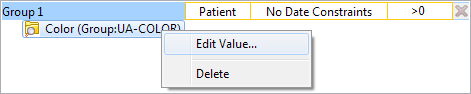 Group 1 Patient No Date Constraints >0
Color (Group:UA-COLOR)
Edit Value...
Delete